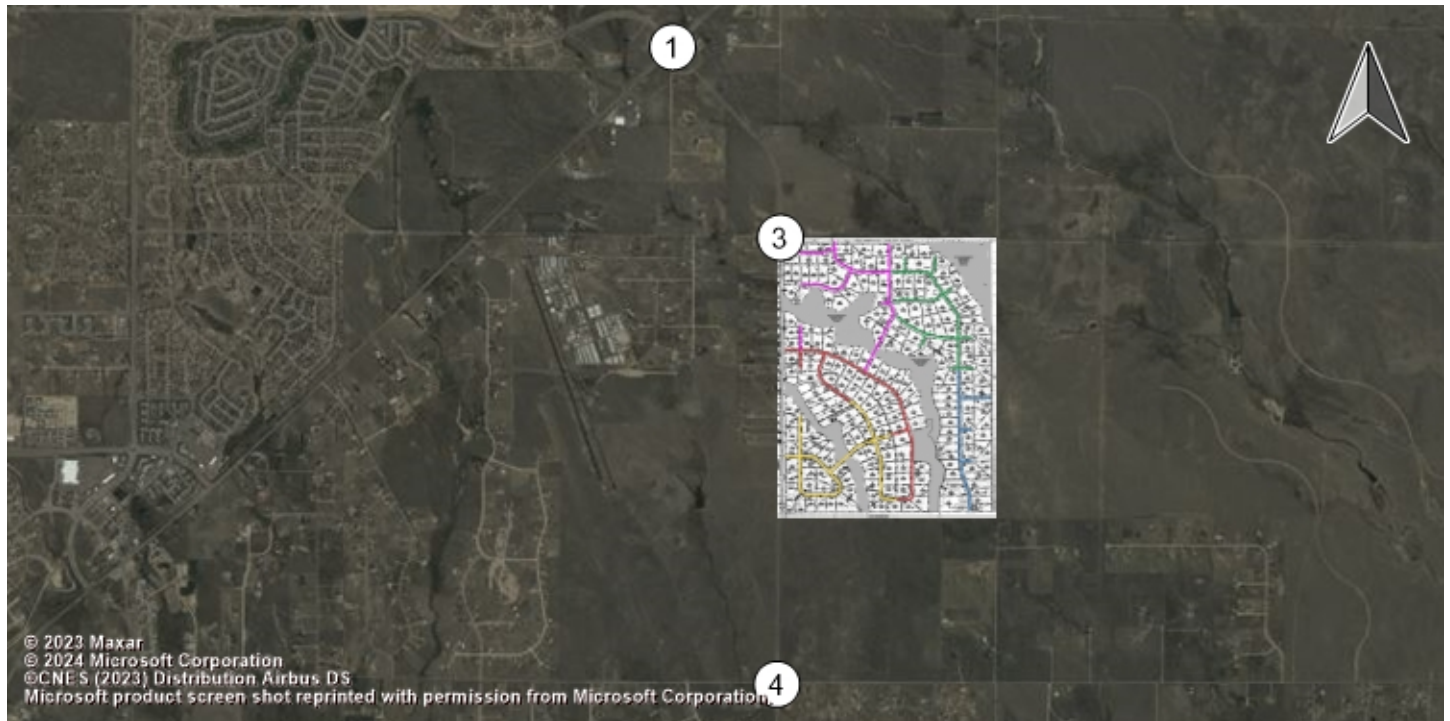 1
3
4
© 2023 Maxar
© 2024 Microsoft Corporation
©CNES (2023) Distribution Airbus DS
Microsoft product screen shot reprinted with permission from Microsoft Corporation